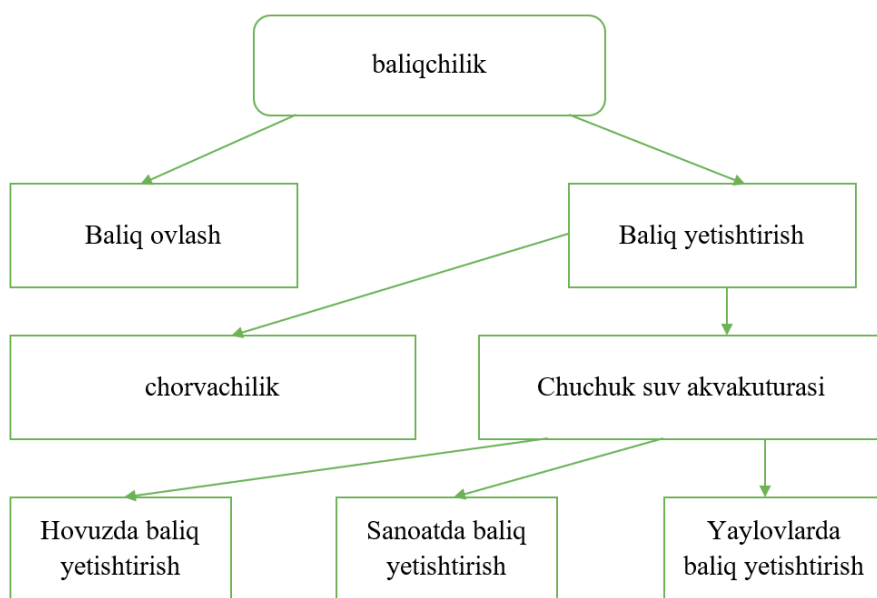 baliqchilik
Baliq ovlash
Baliq yetishtirish
chorvachilik
Chuchuk suv akvakuturasi
Hovuzda baliq
yetishtirish
Sanoatda baliq
yetishtirish
Yaylovlarda
baliq yetishtirish